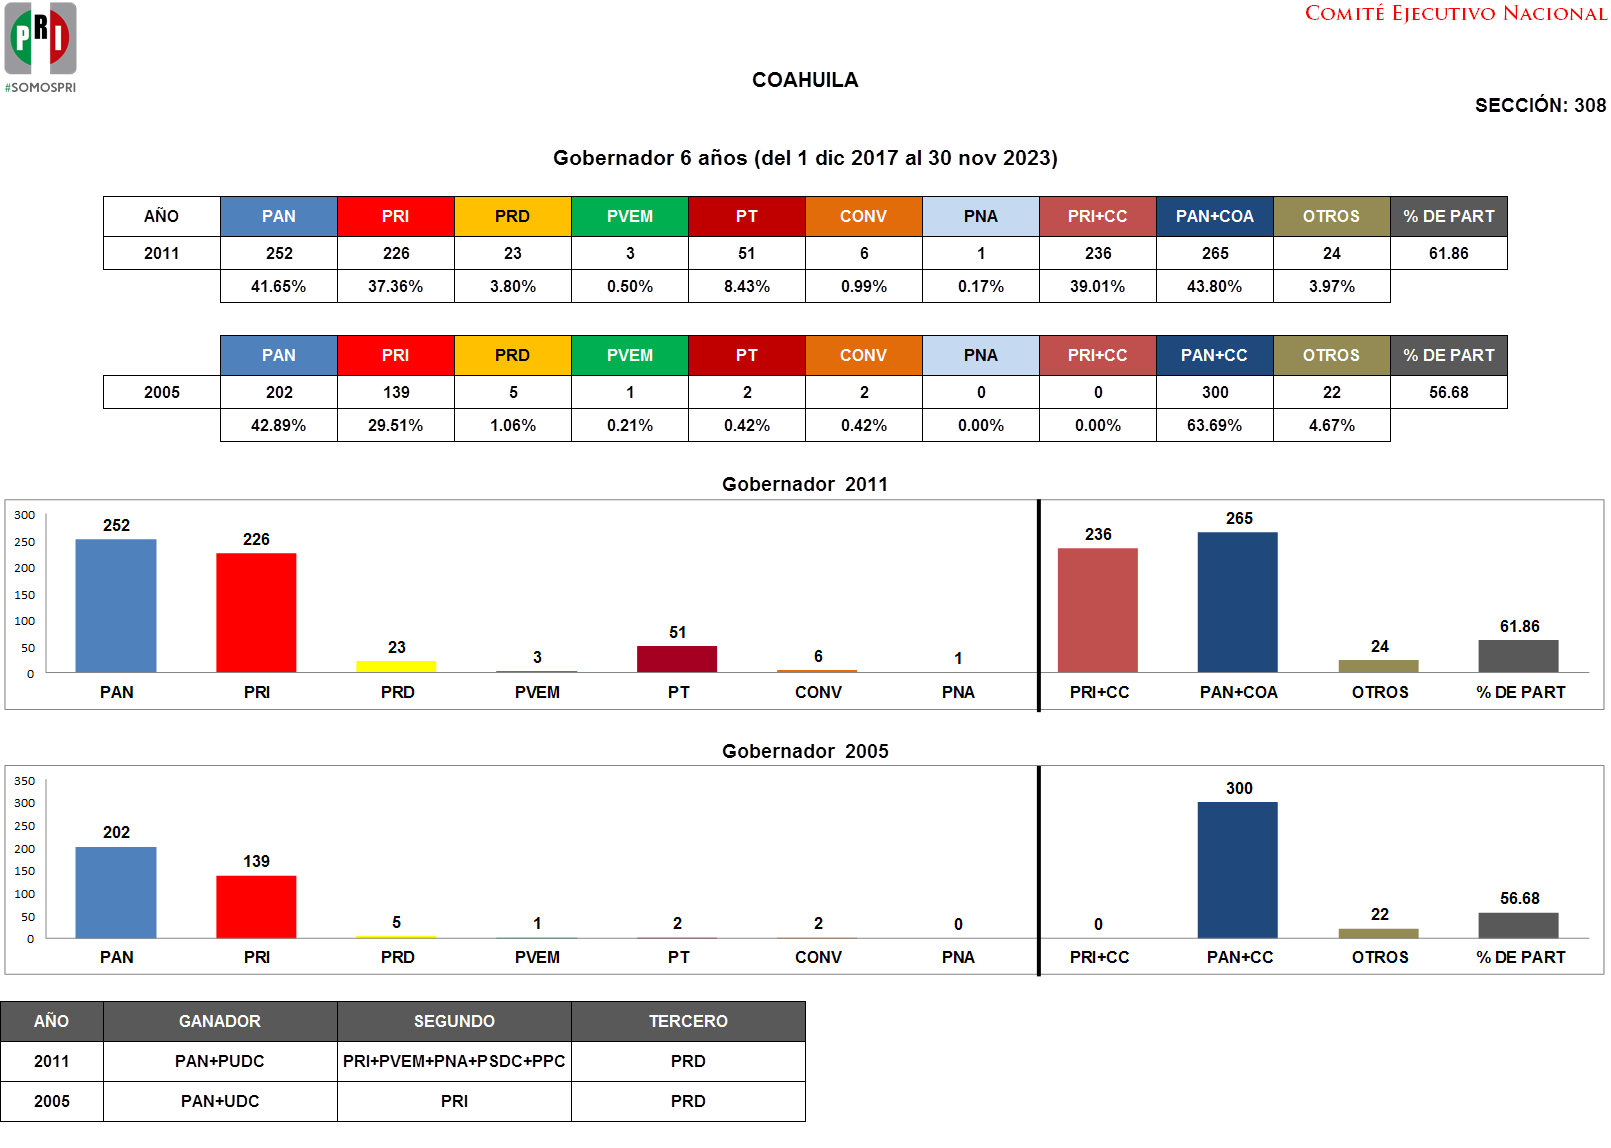 PRI
#SOMOSPRI
COMITÉ EJECUTIVO NACIONAL
COAHUILA
SECCIÓN: 308
Gobernador 6 años (del 1 dic 2017 al 30 nov 2023)
AÑO PAN PRI PRD PVEM PT CONV PNA PRI+CC PAN+COA OTROS % DE PART
2011 252 226 23 3 51 6 1 236 265 24 61.86
41.65% 37.36% 3.80% 0.50% 8.43% 0.99% 0.17% 39.01% 43.80% 3.97%
PAN PRI PRD PVEM PT CONV PNA PRI+CC PAN+CC OTROS % DE PART
2005 202 139 5 1 2 2 0 0 300 22 56.68
42.89% 29.51% 1.06% 0.21% 0.42% 0.42% 0.00% 0.00% 63.69% 4.67%
Gobernador 2011
300
250
200
150
100
50
0
252 226 23 3 51 6 1 236 265 24 61.86
PAN PRI PRD PVEM PT CONV PNA PRI+CC PAN+COA OTROS % DE PART
Gobernador 2005
350
300
250
200
150
100
50
0
202 139 5 1 2 2 0 0 300 22 56.68
PAN PRI PRD PVEM PT CONV PNA PRI+CC PAN+CC OTROS % DE PART
AÑO GANADOR SEGUNDO TERCERO
2011 PAN+PUDC PRI+PVEM+PNA+PSDC+PPC PRD
2005 PAN+UDC PRI PRD